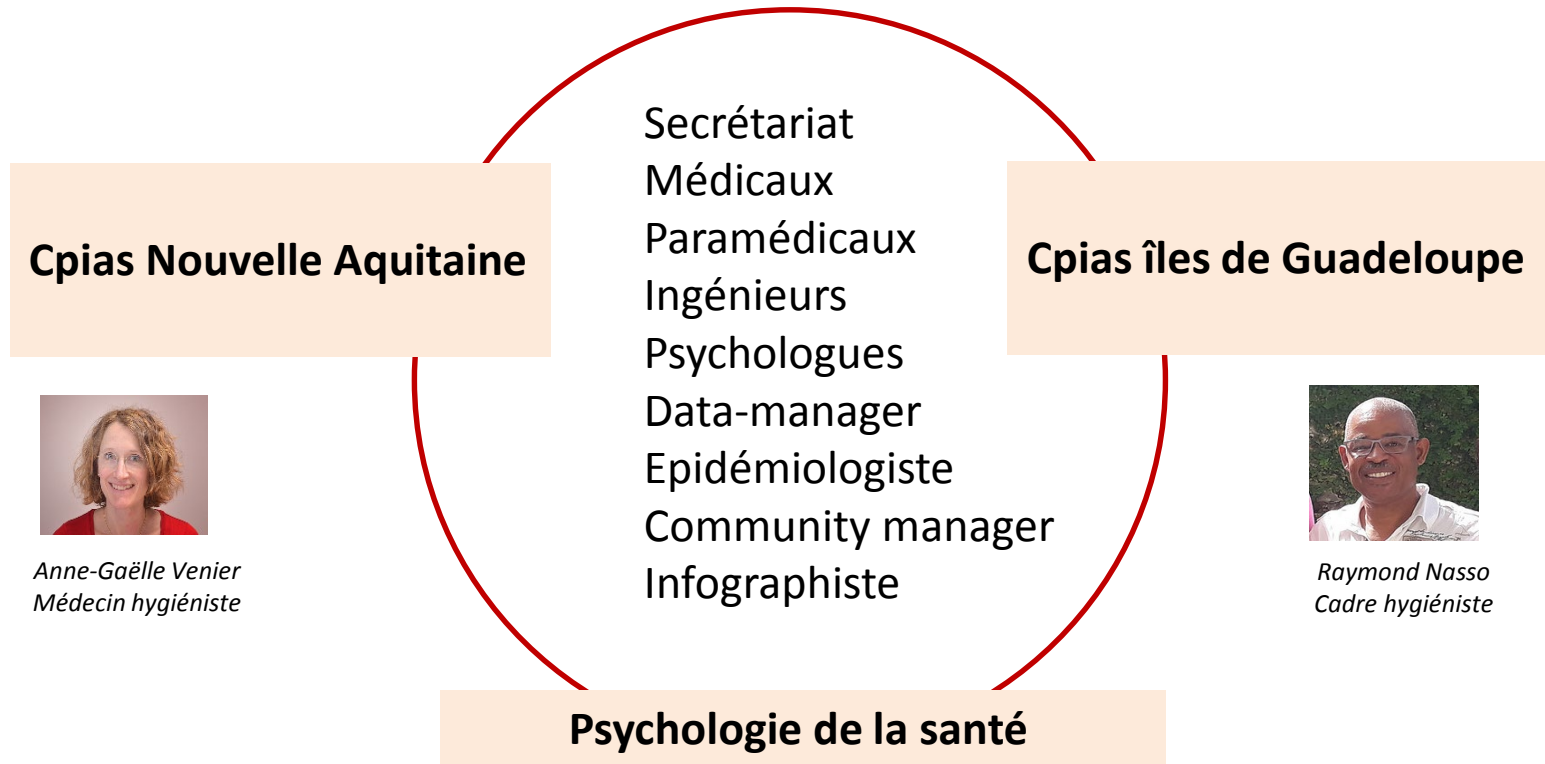 Secrétariat
Médicaux
Paramédicaux
Ingénieurs
Psychologues
Data-manager
Epidémiologiste
Community manager
Infographiste
Cpias Nouvelle Aquitaine
Cpias îles de Guadeloupe
Anne-Gaëlle Venier
Médecin hygiéniste
Raymond Nasso
Cadre hygiéniste
Psychologie de la santé